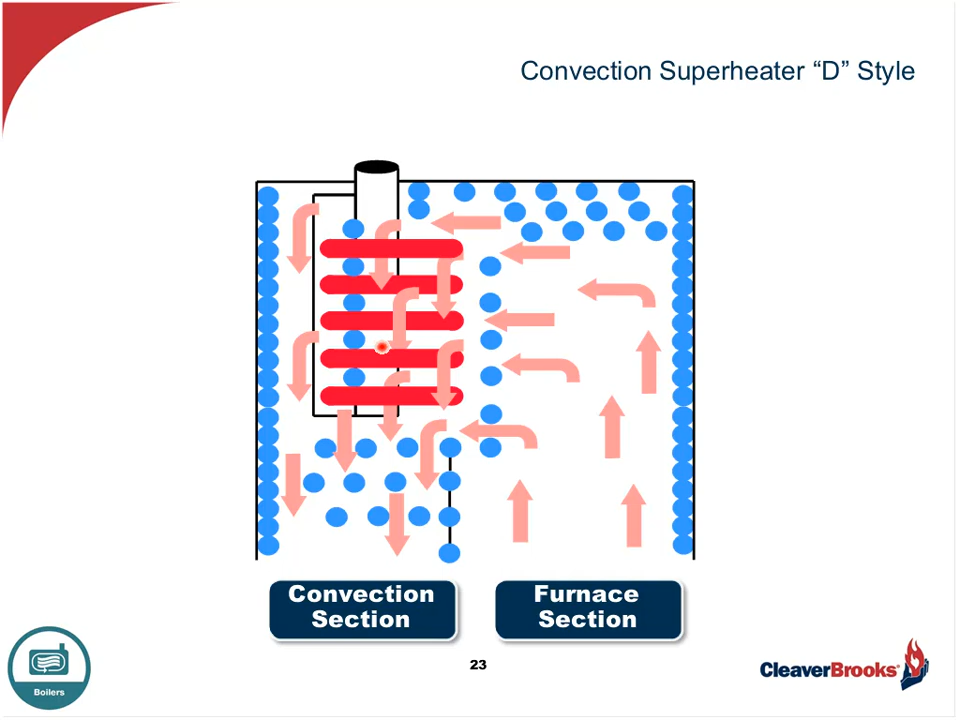 Convection Superheater “D” Style
Convection
Section
Furnace
Section
23
Boilers
CleaverBrooks®